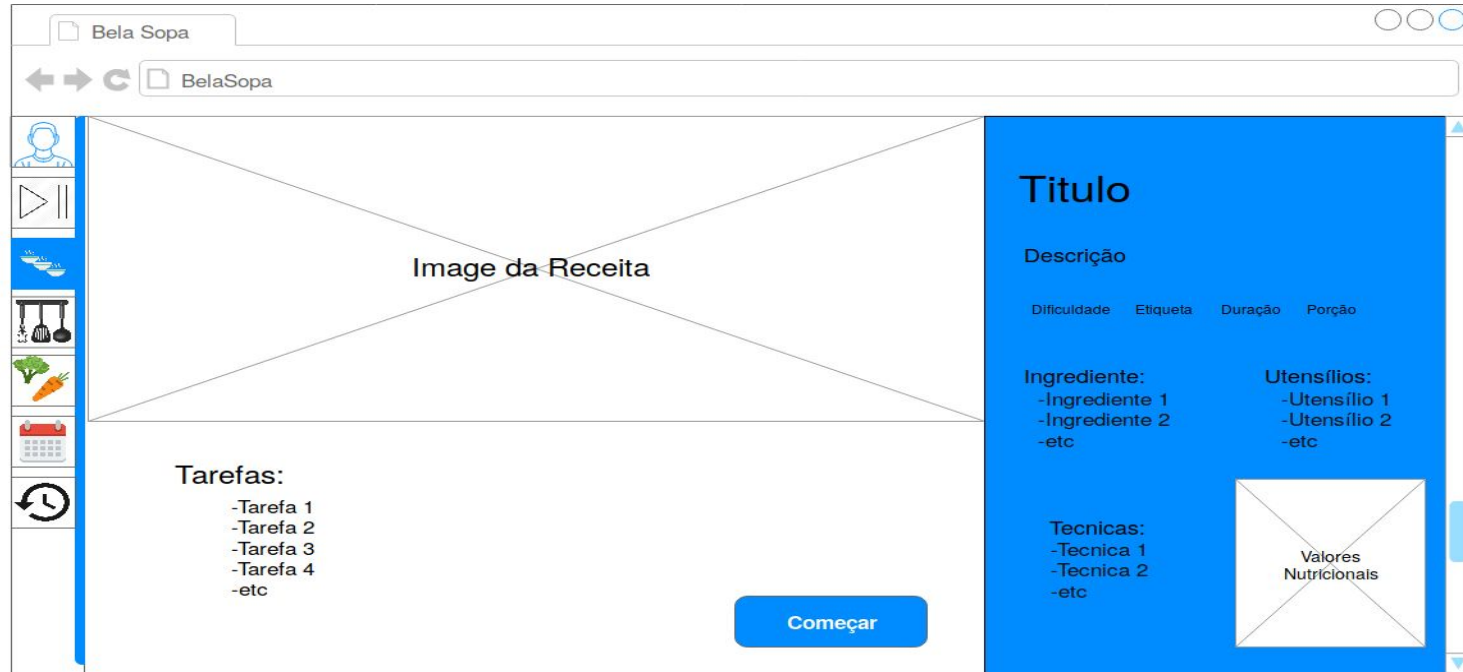 Bela Sopa
BelaSopa
Image da Receita
Tarefas:
-Tarefa 1
-Tarefa 2
-Tarefa 3
-Tarefa 4
-etc
Começar
Titulo
Descrição
Dificuldade Etiqueta Duração Porção
Ingrediente:
-Ingrediente 1
-Ingrediente 2
-etc
Utensílios:
-Utensílio 1
-Utensílio 2
-etc
Tecnicas:
-Tecnica 1
-Tecnica 2
-etc
Valores
Nutricionais